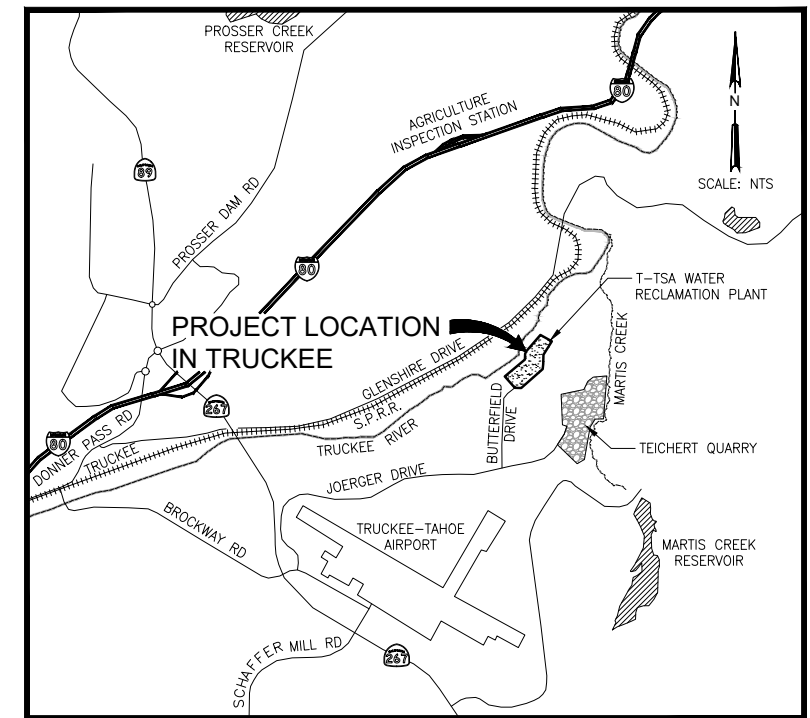 PROSSER CREEK
RESERVOIR
80
AGRICULTURE
INSPECTION STATION
N
SCALE: NTS
89
PROSSER DAM RD
80
T-TSA WATER
RECLAMATION PLANT
PROJECT LOCATION
IN TRUCKEE
GLENSHIRE DRIVE
S.P.R.R.
TRUCKEE RIVER
MARTIS CREEK
BUTTERFIELD
DRIVE
267
80
DONNER PASS RD
TRUCKEE
TEICHERT QUARRY
JOERGER DRIVE
BROCKWAY RD
TRUCKEE-TAHOE
AIRPORT
MARTIS CREEK
RESERVOIR
SCHAFFER MILL RD
267